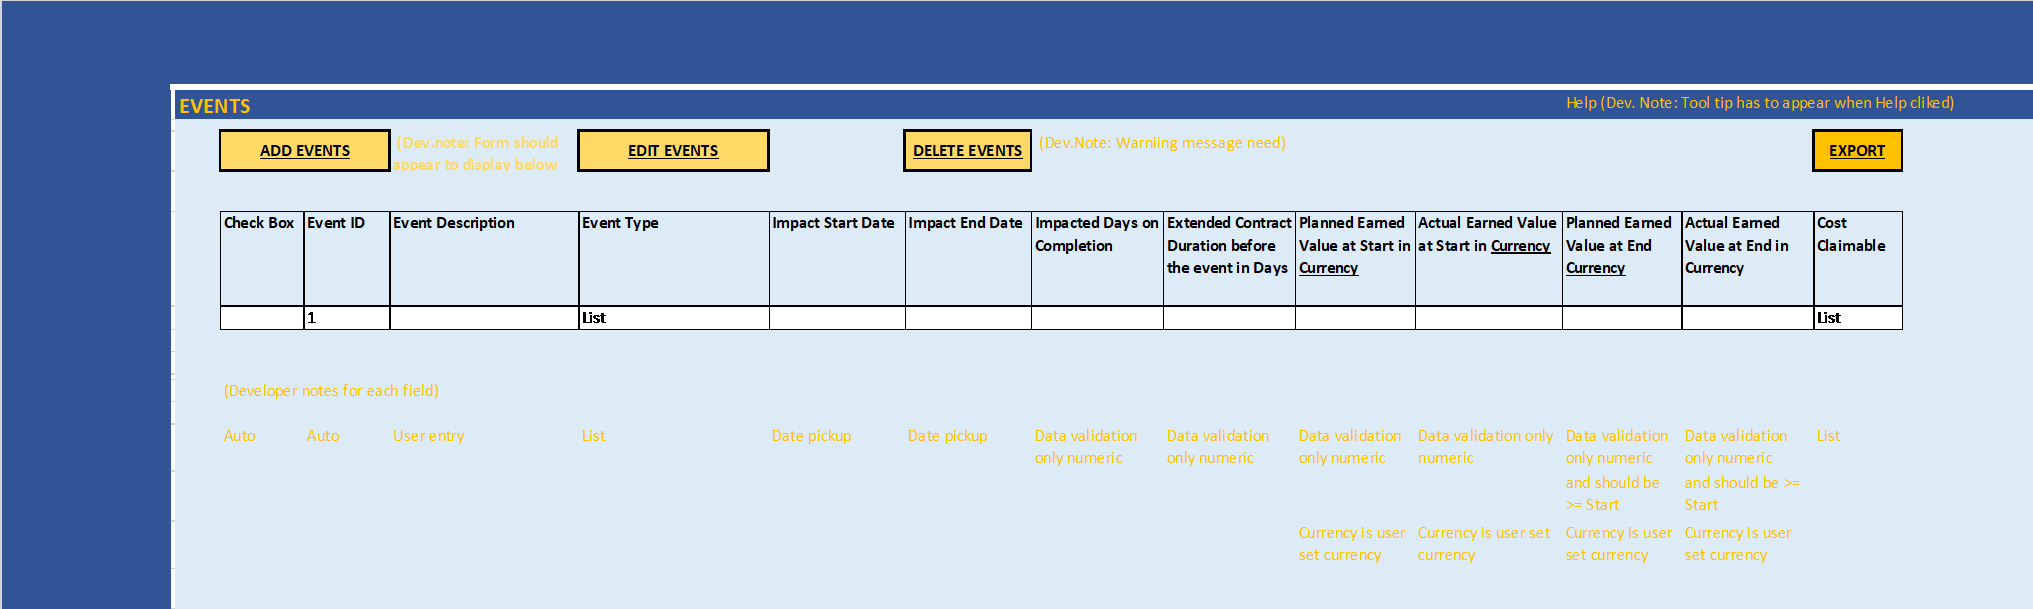 EVENTS
Help (Dev. Note: Tool tip has to appear when Help cliked)
ADD EVENTS
(Dev.note: Form should
appear to display below
EDIT EVENTS
DELETE EVENTS
(Dev.Note: Warniing message need)
EXPORT
Check Box
Event ID
Event Description
Event Type
Impact Start Date
Impact End Date
Impacted Days on
Completion
Extended Contract
Duration before
the event in Days
Planned Earned
Value at Start in
Currency
Actual Earned Value
at Start in Currency
Planned Earned
Value at End
Currency
Actual Earned
Value at End in
Currency
Cost
Claimable
1
List
List
(Developer notes for each field)
Auto
Auto
User entry
List
Date pickup
Date pickup
Data validation
only numeric
Data validation
only numeric
Data validation
only numeric
Data validation only
numeric
Data validation
only numeric
and should be
>= Start
Data validation
only numeric
and should be >=
Start
List
Currency is user
set currency
Currency is user set
currency
Currency is user
set currency
Currency is user
set currency